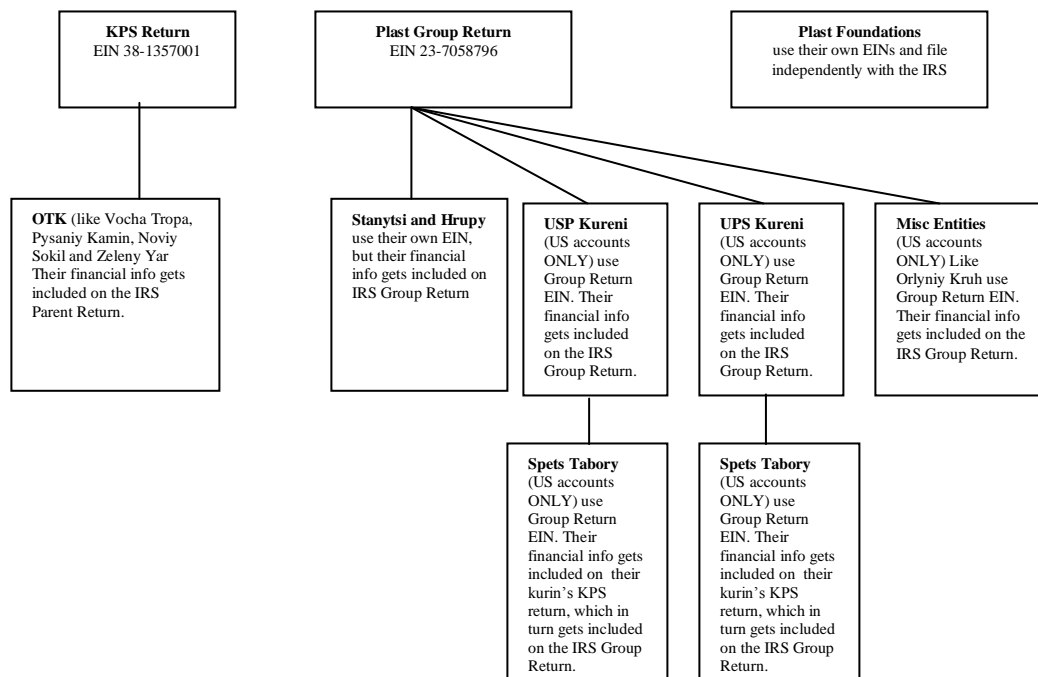 KPS Return
EIN 38-1357001
Plast Group Return
EIN 23-7058796
Plast Foundations
use their own EINs and file
independently with the IRS
OTK (like Vocha Tropa,
Pysaniy Kamin, Noviy
Sokil and Zeleny Yar
Their financial info gets
included on the IRS
Parent Return.
Stanytsi and Hrupy
use their own EIN,
but their financial
info gets included on
IRS Group Return
USP Kureni
(US accounts
ONLY) use
Group Return
EIN. Their
financial info
gets included
on the IRS
Group Return.
UPS Kureni
(US accounts
ONLY) use
Group Return
EIN. Their
financial info
gets included
on the IRS
Group Return.
Misc Entities
(US accounts
ONLY) Like
Orlyniy Kruh use
Group Return EIN.
Their financial info
gets included on the
IRS Group Return.
Spets Tabory
(US accounts
ONLY) use
Group Return
EIN. Their
financial info gets
included on their
kurin's KPS
return, which in
turn gets included
on the IRS Group
Return.
Spets Tabory
(US accounts
ONLY) use
Group Return
EIN. Their
financial info gets
included on their
kurin's KPS
return, which in
turn gets included
on the IRS Group
Return.